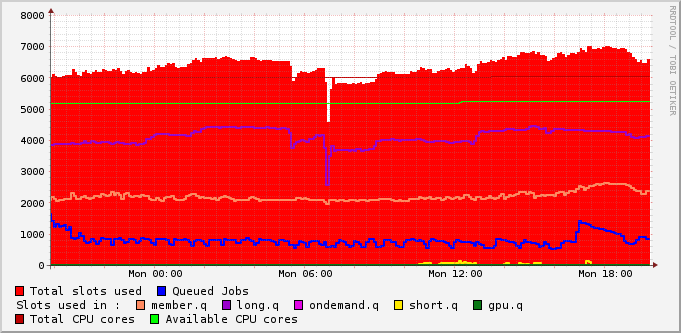 8000
7000
6000
5000
4000
3000
2000
1000
0
Mon 00:00 Mon 06:00 Mon 12:00 Mon 18:00
Total slots used Queued Jobs
Slots used in : member.q long.q ondemand.q short.q gpu.q
Total CPU cores Available CPU cores
RRDTOOL / TOBI OETIKER